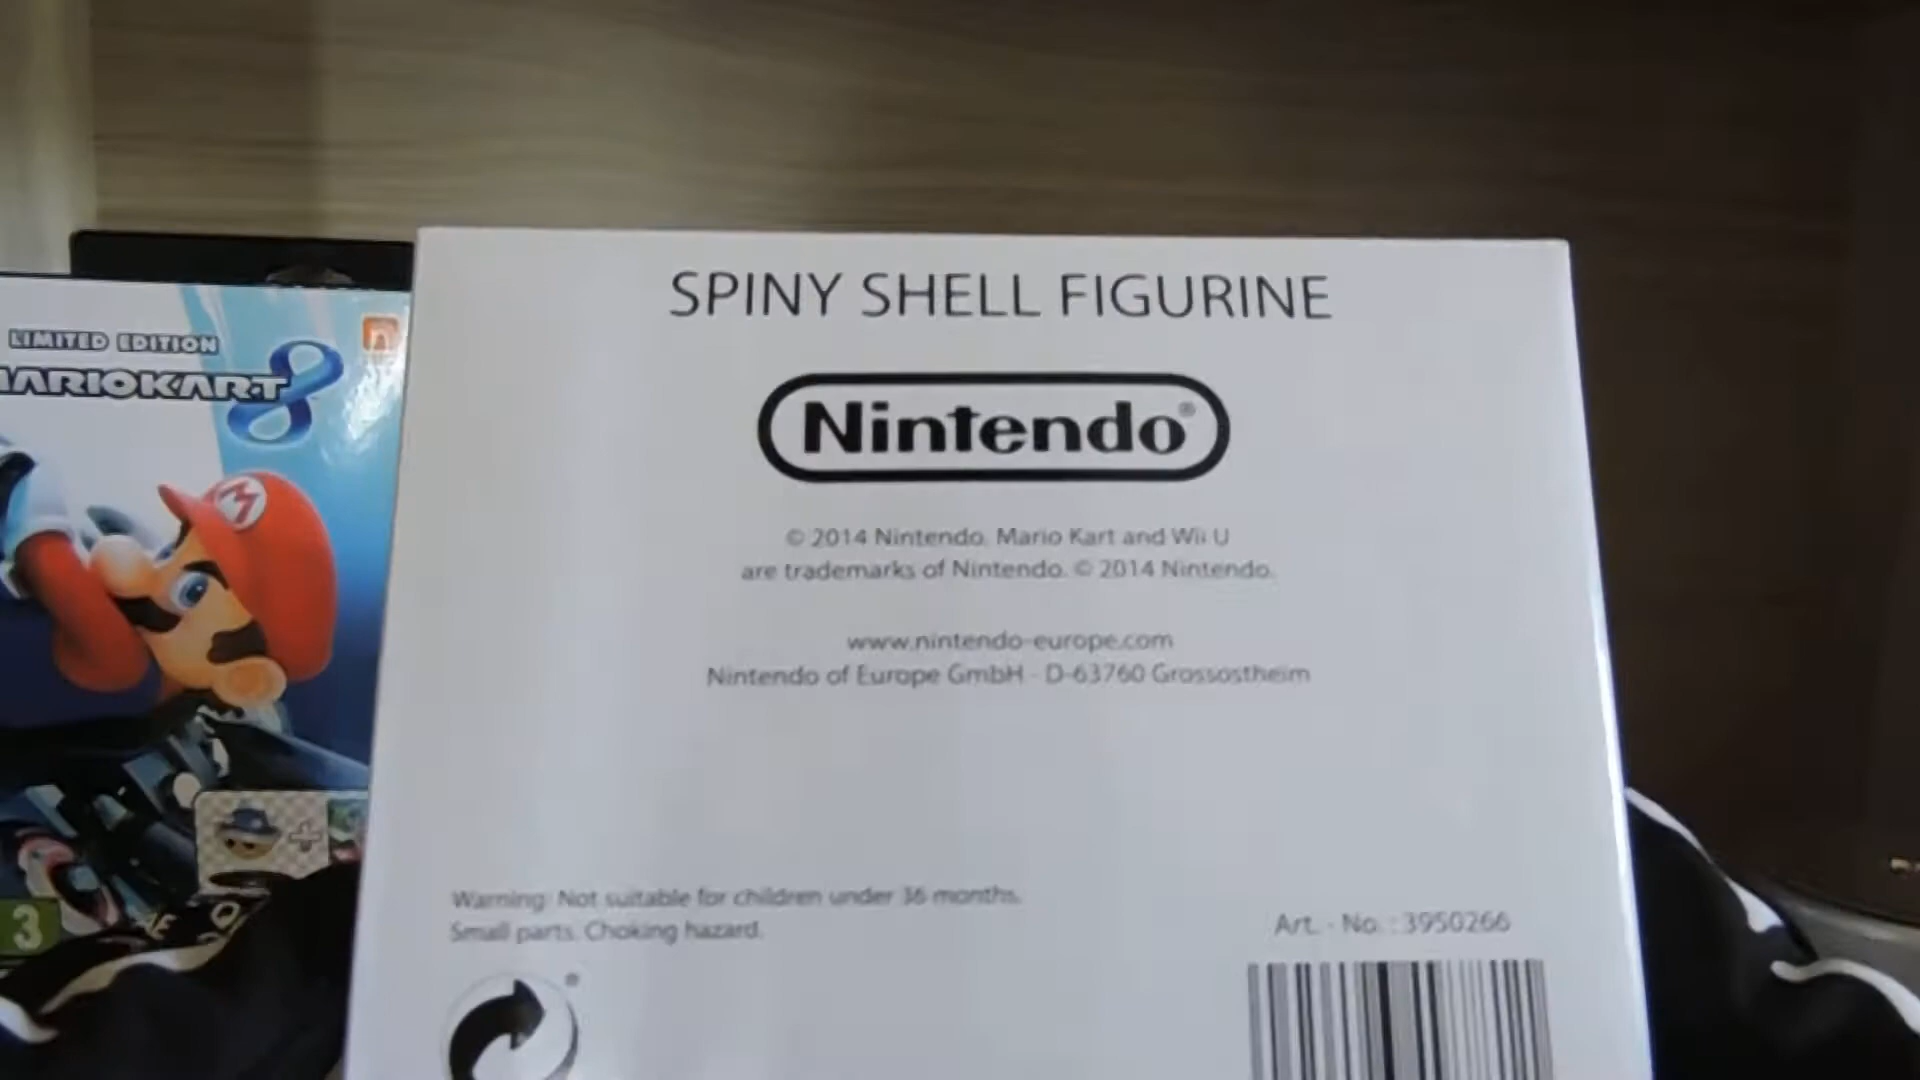 SPINY SHELL FIGURINE
Nintendo®
© 2014 Nintendo. Mario Kart and Wii U
are trademarks of Nintendo. © 2014 Nintendo.
www.nintendo-europe.com
Nintendo of Europe GmbH - D-63760 Grossostheim
Warning: Not suitable for children under 36 months.
Small parts. Choking hazard.
Art. - No. : 3950266
LIMITED EDITION
MARIOKART 8
M
3